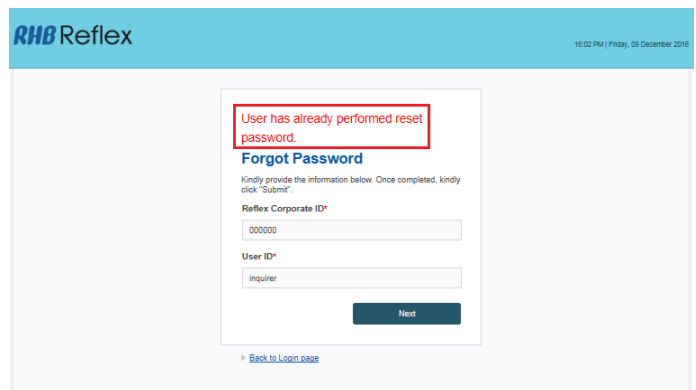 RHB Reflex
16:02 PM | Friday, 09 December 2016
User has already performed reset
password.
Forgot Password
Kindly provide the information below. Once completed, kindly
click "Submit".
Reflex Corporate ID*
000000
User ID*
inquirer
Next
Back to Login page